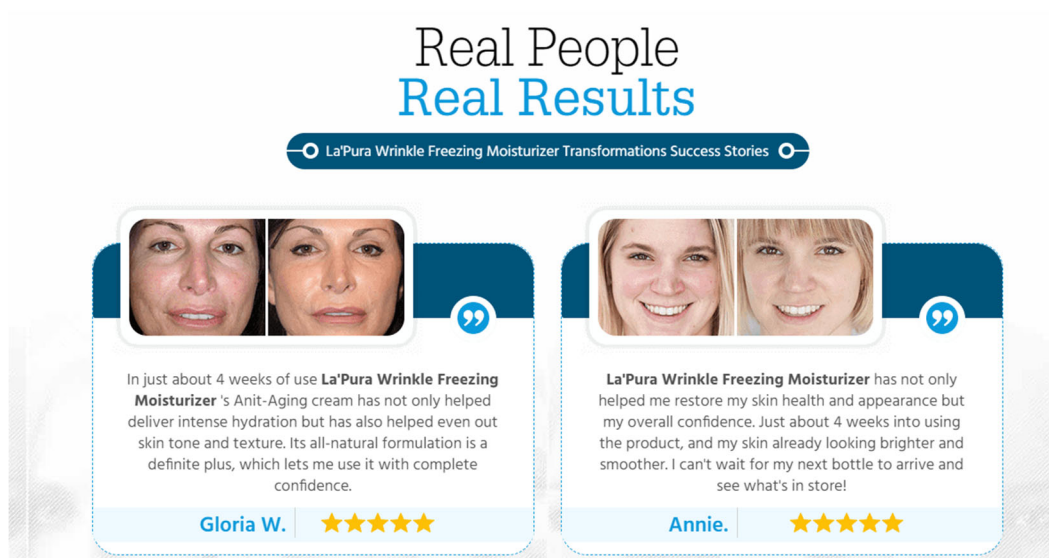 Real People
Real Results
La'Pura Wrinkle Freezing Moisturizer Transformations Success Stories
In just about 4 weeks of use La'Pura Wrinkle Freezing
Moisturizer 's Anit-Aging cream has not only helped
deliver intense hydration but has also helped even out
skin tone and texture. Its all-natural formulation is a
definite plus, which lets me use it with complete
confidence.
Gloria W.
La'Pura Wrinkle Freezing Moisturizer has not only
helped me restore my skin health and appearance but
my overall confidence. Just about 4 weeks into using
the product, and my skin already looking brighter and
smoother. I can't wait for my next bottle to arrive and
see what's in store!
Annie.